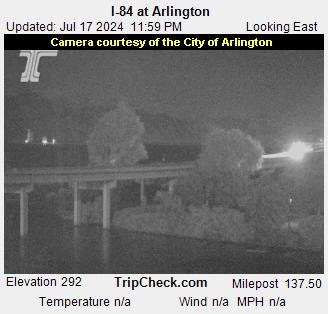 I-84 at Arlington
Updated: Jul 17 2024 11:59 PM Looking East
Camera courtesy of the City of Arlington
Elevation 292 TripCheck.com Milepost 137.50
Temperature n/a Wind n/a MPH n/a